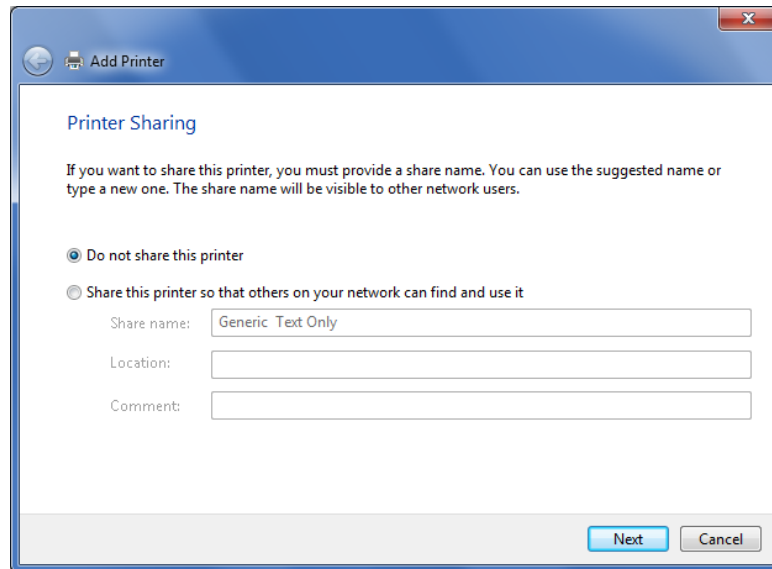 Add Printer
Printer Sharing
If you want to share this printer, you must provide a share name. You can use the suggested name or
type a new one. The share name will be visible to other network users.
Do not share this printer
Share this printer so that others on your network can find and use it
Share name: Generic  Text Only
Location:
Comment:
Next Cancel